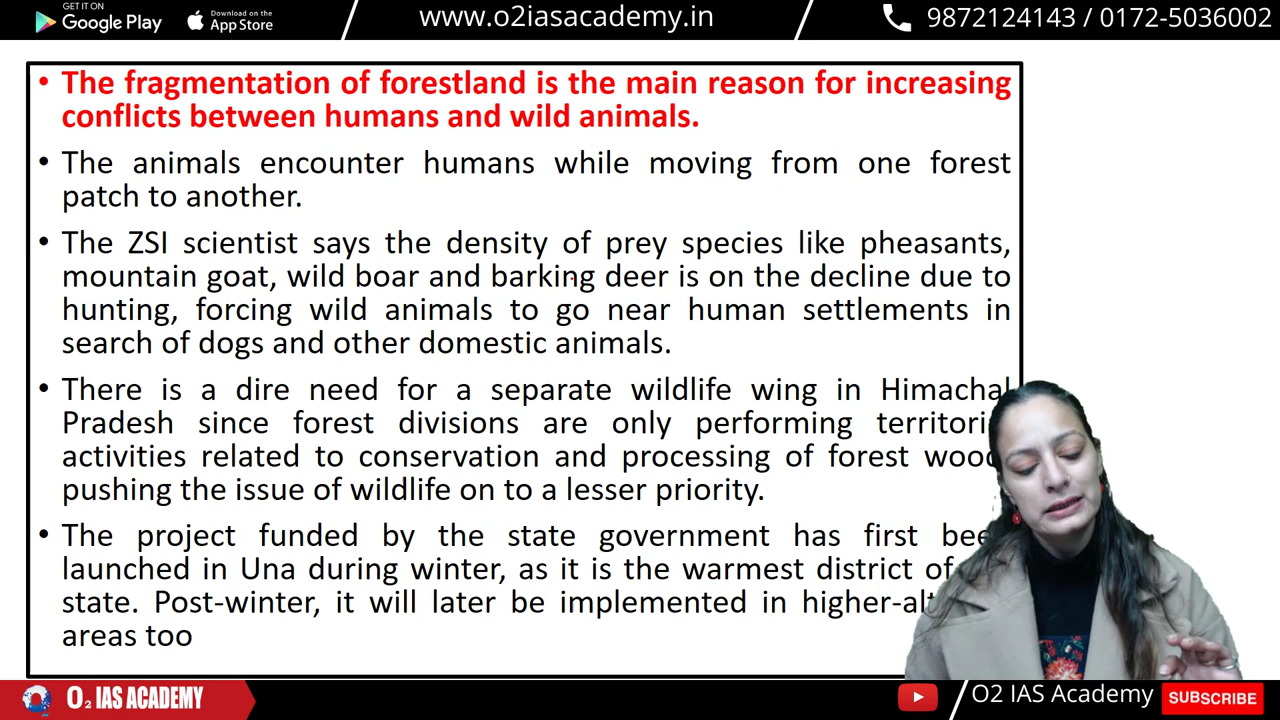 GET IT ON
Google Play
Download on the
App Store
www.o2iasacademy.in
9872124143 / 0172-5036002
• The fragmentation of forestland is the main reason for increasing
conflicts between humans and wild animals.
• The animals encounter humans while moving from one forest
patch to another.
• The ZSI scientist says the density of prey species like pheasants,
mountain goat, wild boar and barking deer is on the decline due to
hunting, forcing wild animals to go near human settlements in
search of dogs and other domestic animals.
• There is a dire need for a separate wildlife wing in Himachal
Pradesh since forest divisions are only performing
activities related to conservation and processing of forest
pushing the issue of wildlife on to a lesser priority.
• The project funded by the state government has first
launched in Una during winter, as it is the warmest district of
state. Post-winter, it will later be implemented in
areas too
O2 IAS ACADEMY
O2 IAS Academy
SUBSCRIBE